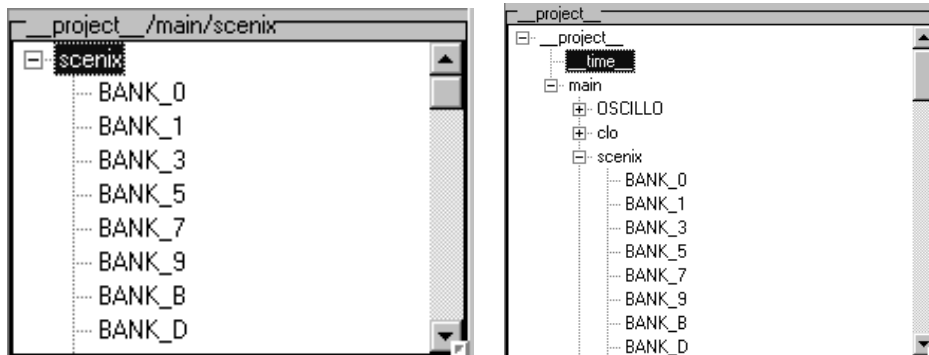 __project__/main/scenix
scenix
BANK_0
BANK_1
BANK_3
BANK_5
BANK_7
BANK_9
BANK_B
BANK_D
__project__
__project__
__time__
main
OSCILLO
clo
scenix
BANK_0
BANK_1
BANK_3
BANK_5
BANK_7
BANK_9
BANK_B
BANK_D